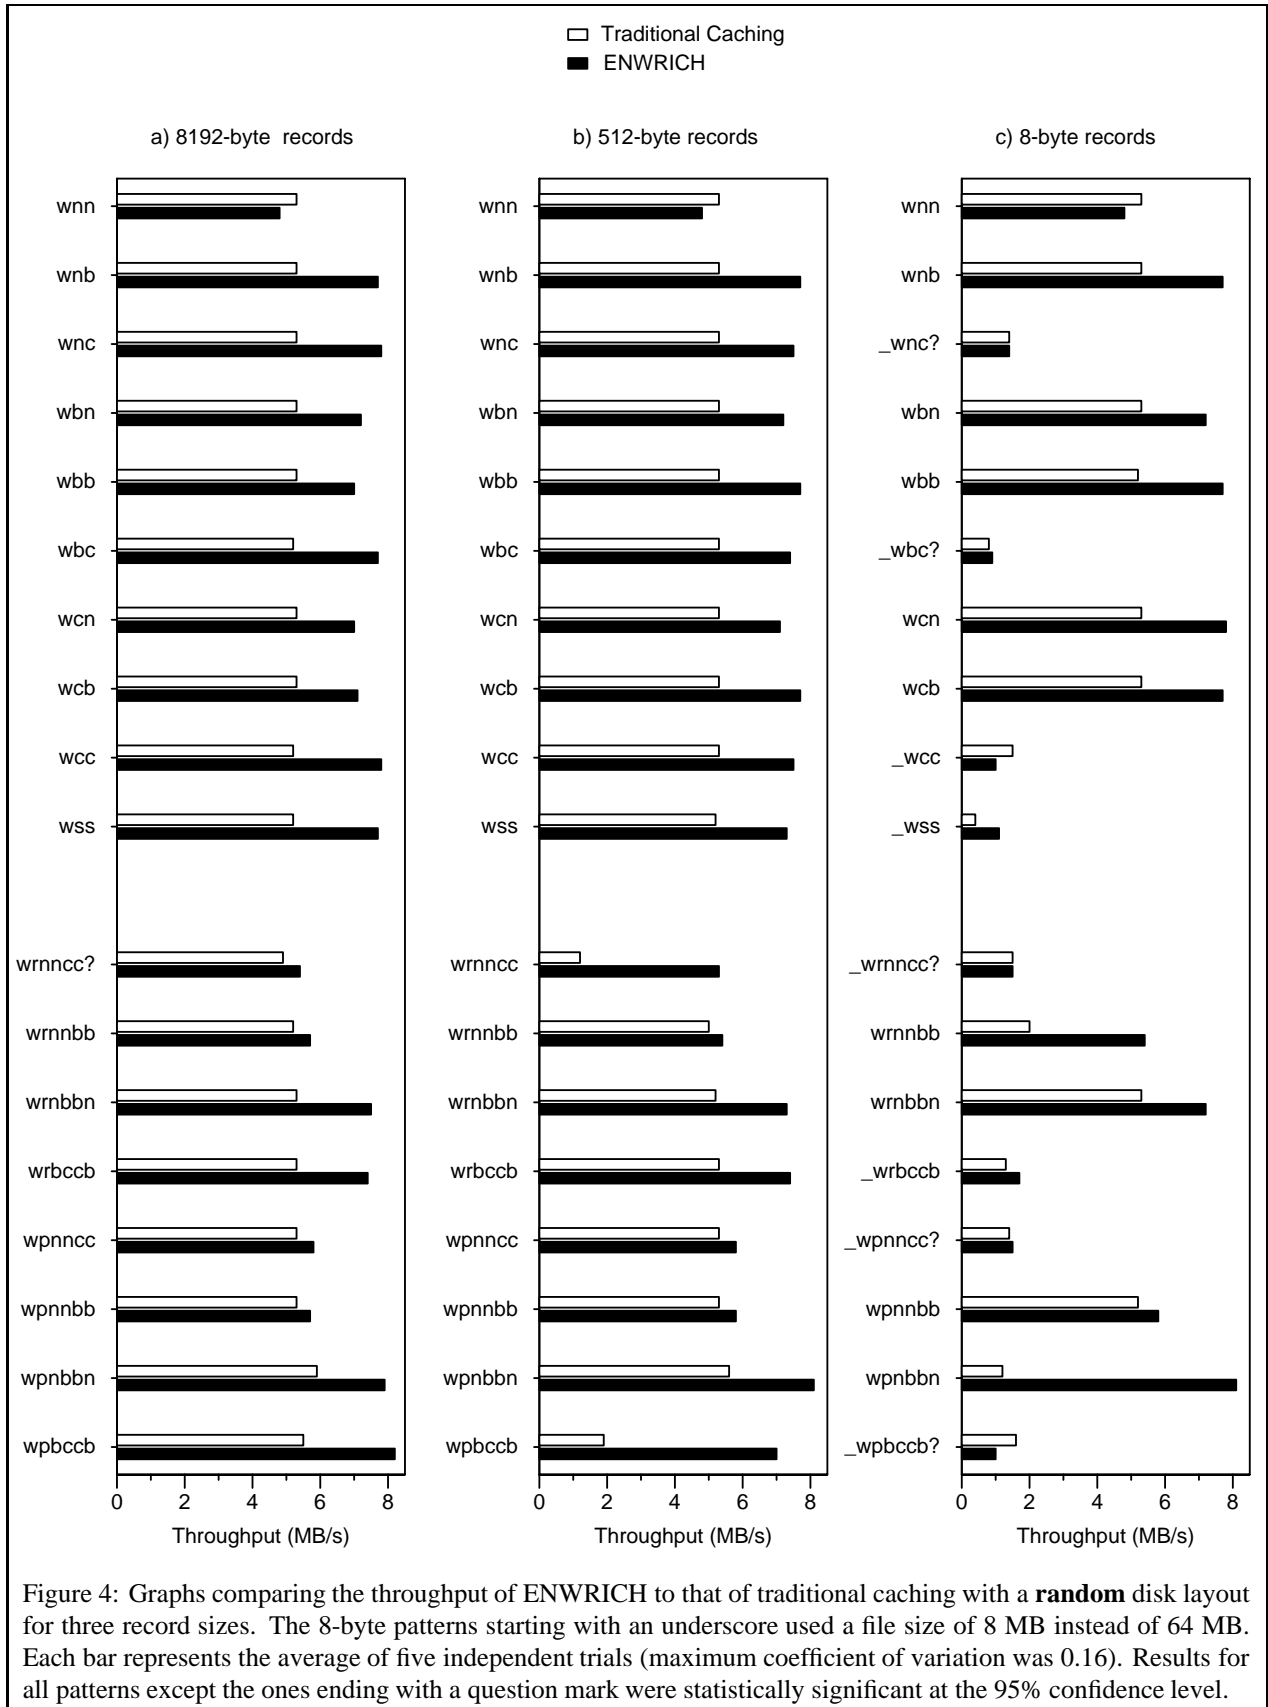 Traditional Caching
ENWRICH
a) 8192-byte records
wnn
wnb
wnc
wbn
wbb
wbc
wcn
wcb
wcc
wss
wrnncc?
wrnnbb
wrnbbn
wrbccb
wpnncc
wpnnbb
wpnbbn
wpbccb
0 2 4 6 8
Throughput (MB/s)
b) 512-byte records
wnn
wnb
wnc
wbn
wbb
wbc
wcn
wcb
wcc
wss
wrnncc
wrnnbb
wrnbbn
wrbccb
wpnncc
wpnnbb
wpnbbn
wpbccb
0 2 4 6 8
Throughput (MB/s)
c) 8-byte records
wnn
wnb
_wnc?
wbn
wbb
_wbc?
wcn
wcb
_wcc
_wss
_wrnncc?
wrnnbb
wrnbbn
_wrbccb
_wpnncc?
wpnnbb
wpnbbn
_wpbccb?
0 2 4 6 8
Throughput (MB/s)
Figure 4: Graphs comparing the throughput of ENWRICH to that of traditional caching with a random disk layout
for three record sizes. The 8-byte patterns starting with an underscore used a file size of 8 MB instead of 64 MB.
Each bar represents the average of five independent trials (maximum coefficient of variation was 0.16). Results for
all patterns except the ones ending with a question mark were statistically significant at the 95% confidence level.